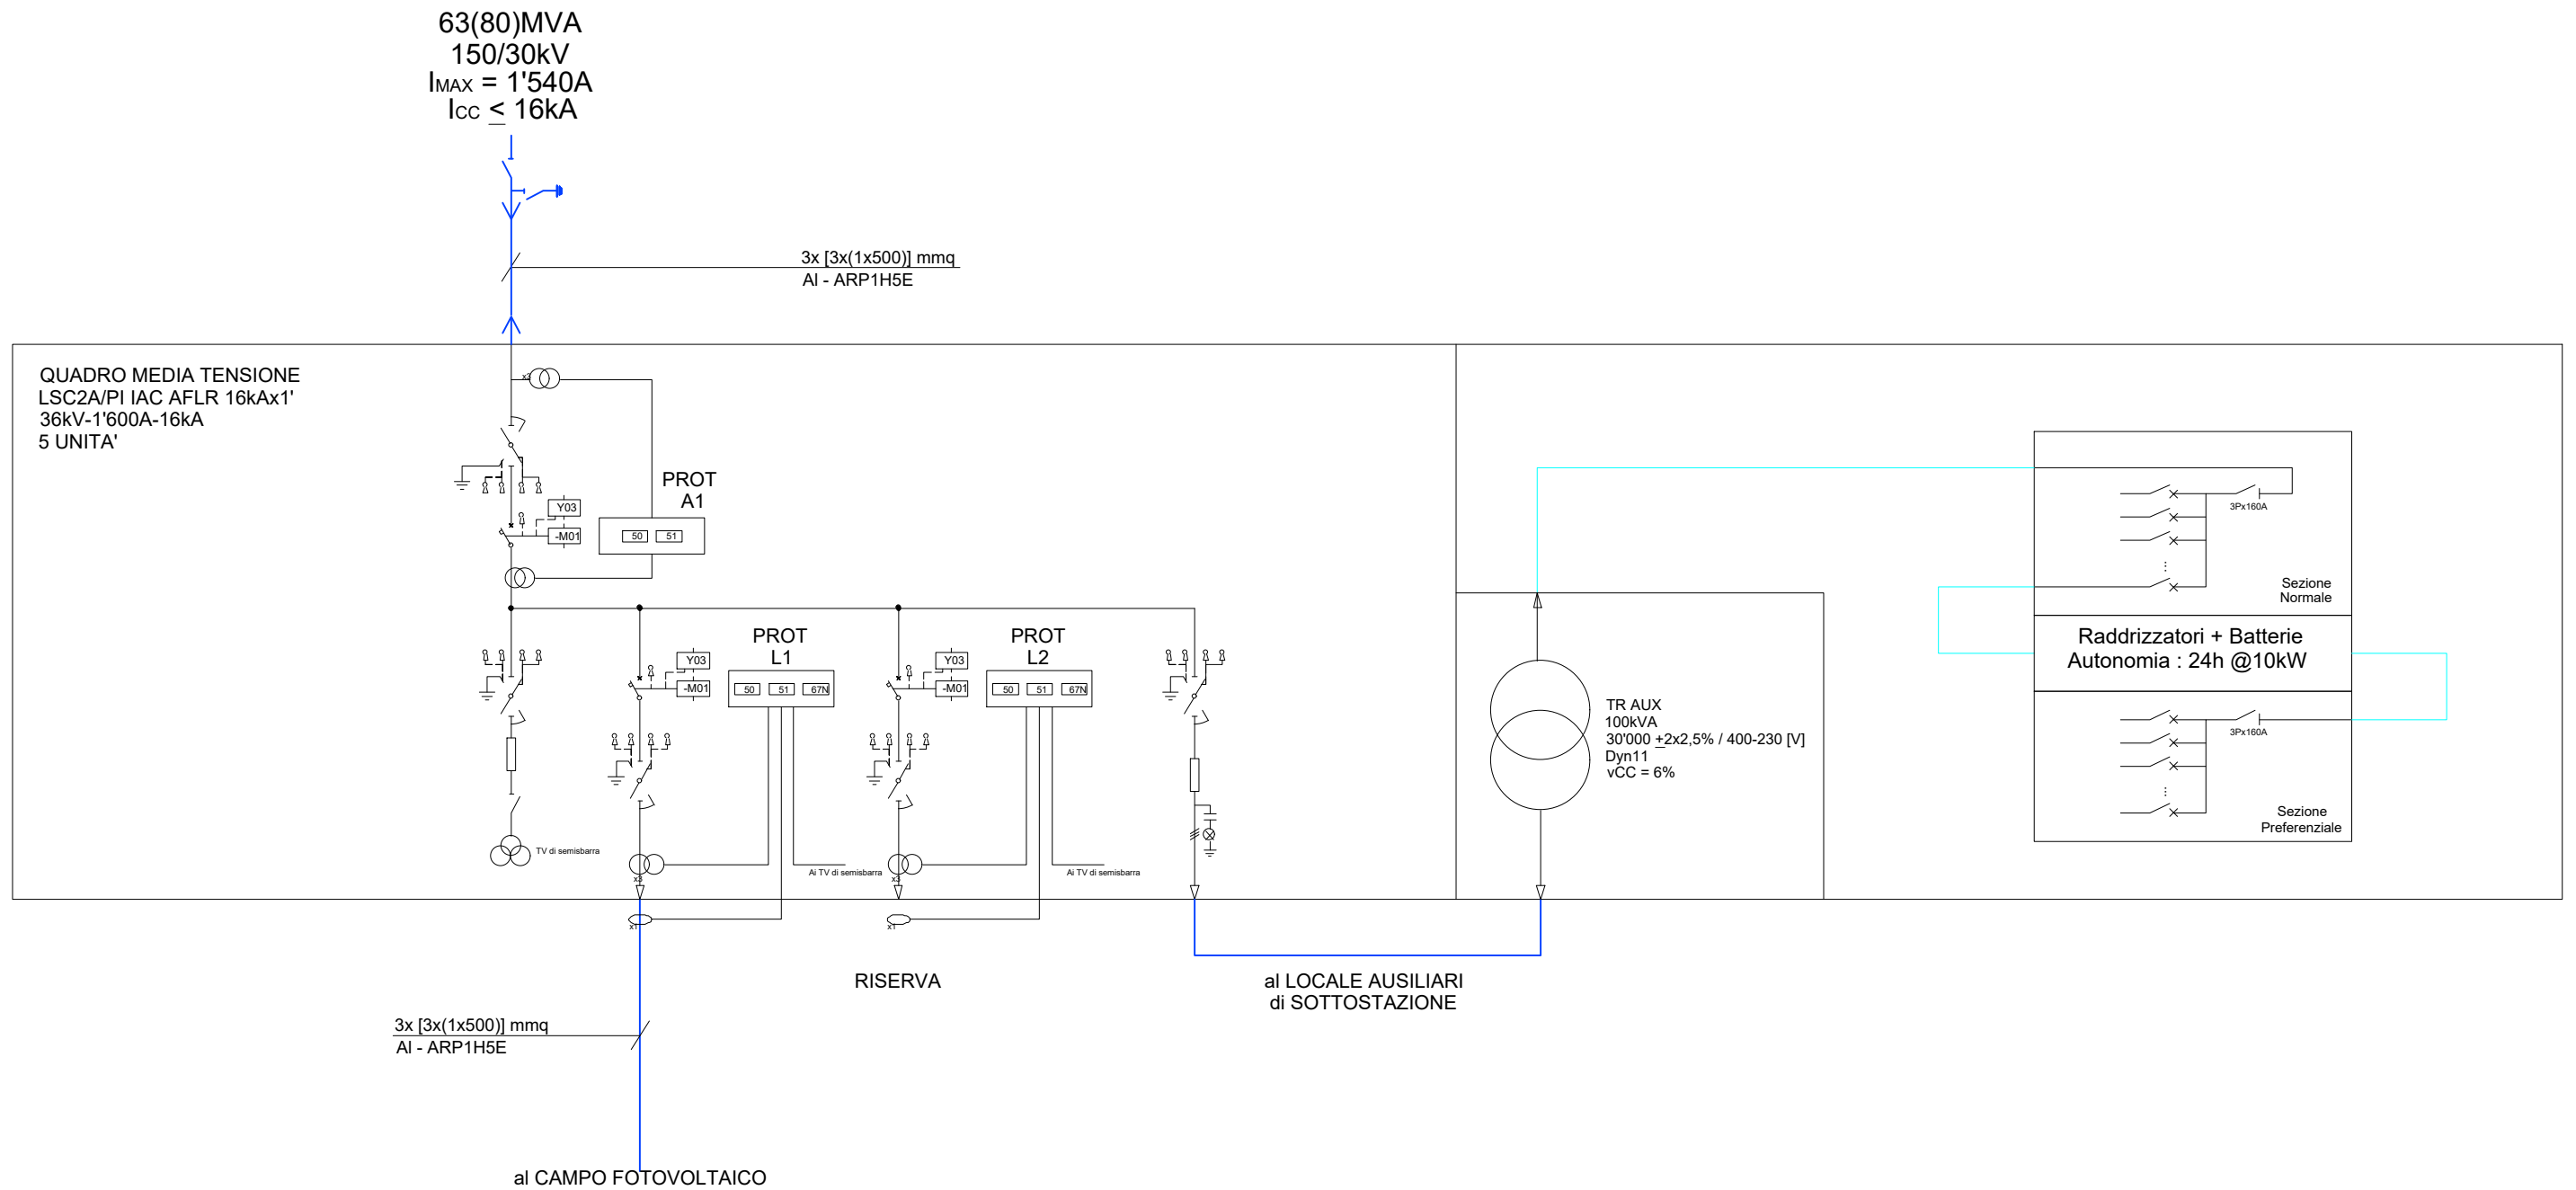 63(80)MVA
150/30kV
IMAX = 1'540A
ICC ≤ 16kA
3x [3x(1x500)] mmq
Al - ARP1H5E
QUADRO MEDIA TENSIONE
LSC2A/PI IAC AFLR 16kAx1'
36kV-1'600A-16kA
5 UNITA'
x3
PROT
A1
Y03
-M01
50
51
3Px160A
Sezione
Normale
Raddrizzatori + Batterie
Autonomia : 24h @10kW
3Px160A
Sezione
Preferenziale
PROT
L1
Y03
-M01
50
51
67N
PROT
L2
Y03
-M01
50
51
67N
TR AUX
100kVA
30'000 ±2x2,5% / 400-230 [V]
Dyn11
vCC = 6%
TV di semisbarra
Ai TV di semisbarra
Ai TV di semisbarra
x3
x3
x1
x1
RISERVA
al LOCALE AUSILIARI
di SOTTOSTAZIONE
3x [3x(1x500)] mmq
Al - ARP1H5E
al CAMPO FOTOVOLTAICO